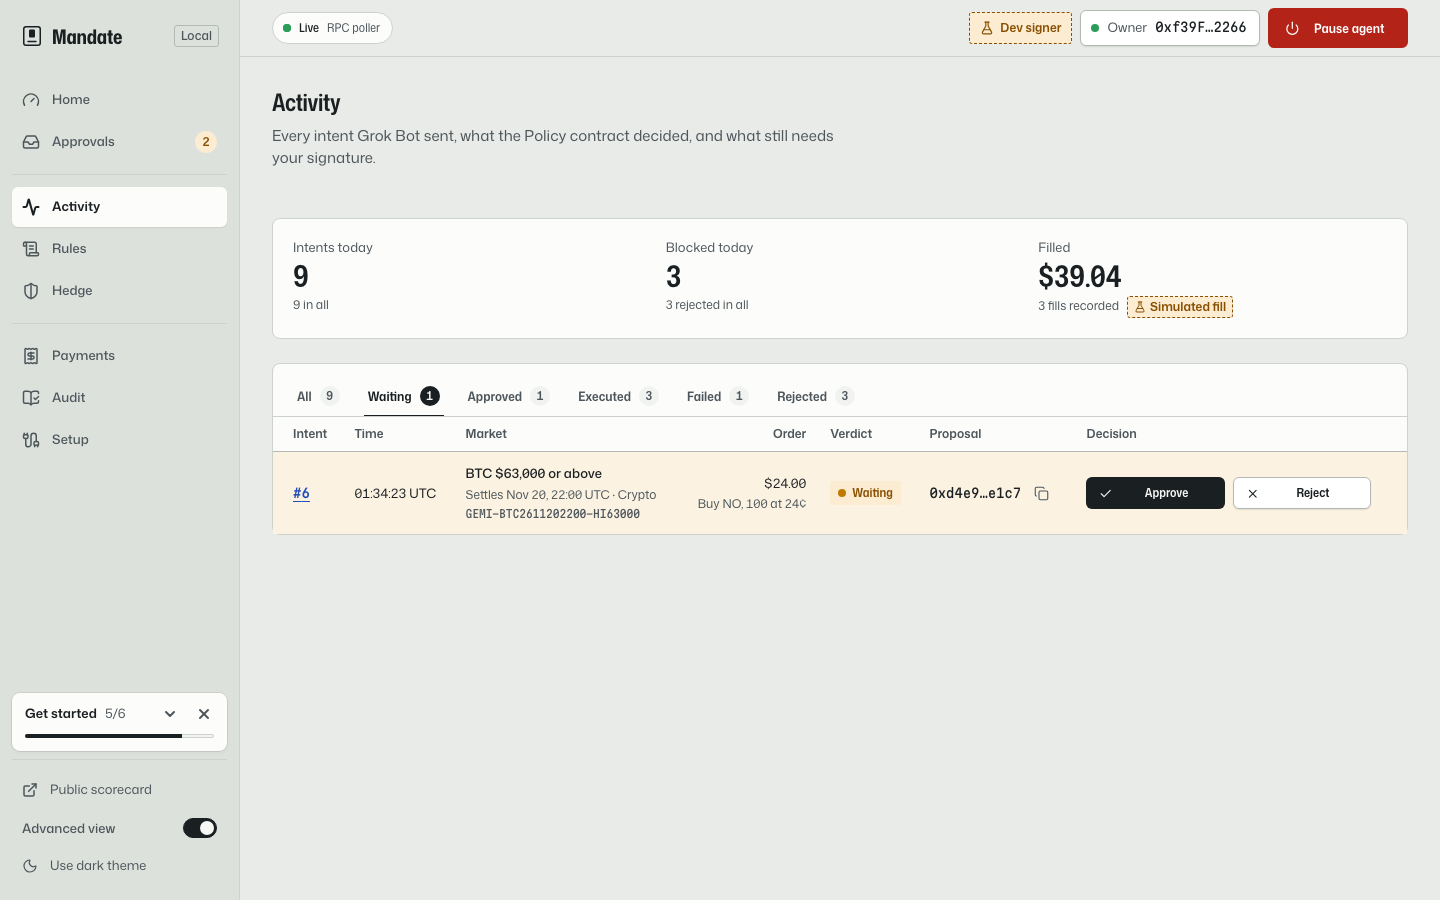 Mandate
Local
Home
Approvals 2
Activity
Rules
Hedge
Payments
Audit
Setup
Get started 5/6
Public scorecard
Advanced view
Use dark theme
Live RPC poller
Dev signer
Owner 0xf39F…2266
Pause agent
Activity
Every intent Grok Bot sent, what the Policy contract decided, and what still needs
your signature.
Intents today
9
9 in all
Blocked today
3
3 rejected in all
Filled
$39.04
3 fills recorded Simulated fill
All 9 Waiting 1 Approved 1 Executed 3 Failed 1 Rejected 3
Intent Time Market Order Verdict Proposal Decision
#6
01:34:23 UTC
BTC $63,000 or above
Settles Nov 20, 22:00 UTC · Crypto
GEMI-BTC2611202200-HI63000
$24.00
Buy NO, 100 at 24¢
Waiting
0xd4e9…e1c7
Approve
Reject